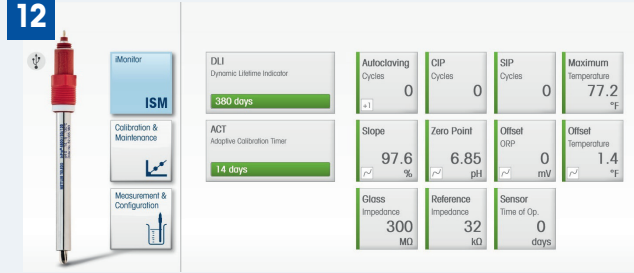 12
iMonitor
ISM
Calibration &
Maintenance
Measurement &
Configuration
DLI
Dynamic Lifetime Indicator
380 days
ACT
Adaptive Calibration Timer
14 days
Autoclaving
Cycles
0
+1
CIP
Cycles
0
SIP
Cycles
0
Maximum
Temperature
77.2
°F
Slope
97.6
%
Zero Point
6.85
pH
Offset
ORP
0
mV
Offset
Temperature
1.4
°F
Glass
Impedance
300
MΩ
Reference
Impedance
32
kΩ
Sensor
Time of Op.
0
days